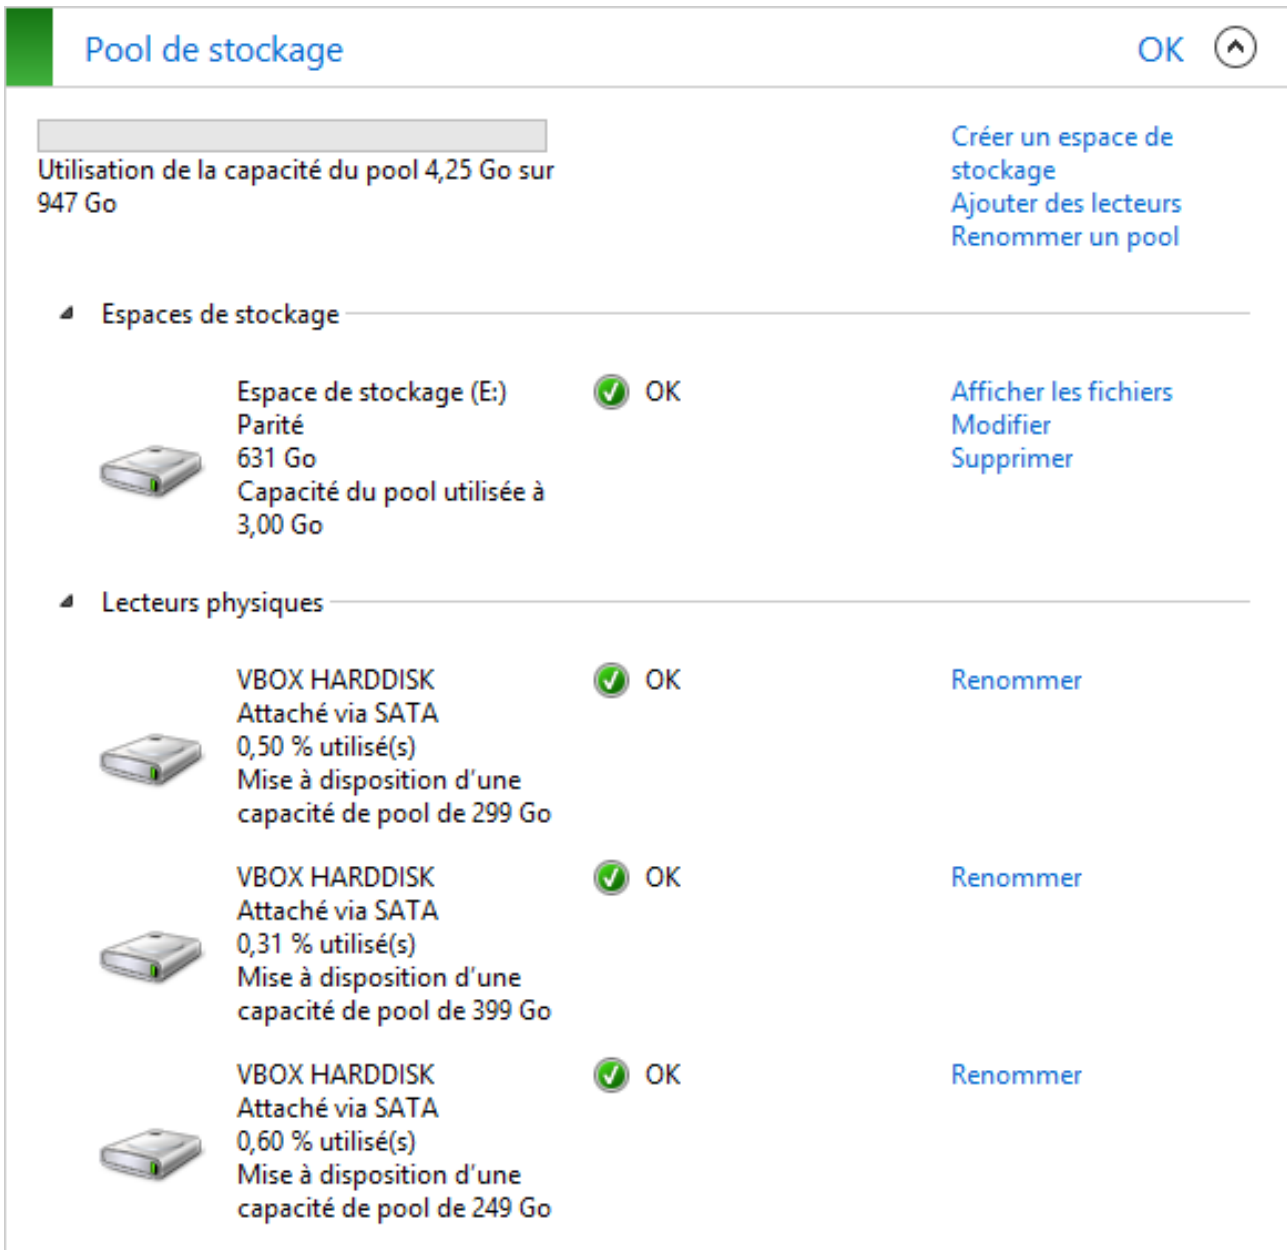 Pool de stockage
OK
Utilisation de la capacité du pool 4,25 Go sur
947 Go
Créer un espace de
stockage
Ajouter des lecteurs
Renommer un pool
Espaces de stockage
Espace de stockage (E:)
Parité
631 Go
Capacité du pool utilisée à
3,00 Go
OK
Afficher les fichiers
Modifier
Supprimer
Lecteurs physiques
VBOX HARDDISK
Attaché via SATA
0,50 % utilisé(s)
Mise à disposition d'une
capacité de pool de 299 Go
OK
Renommer
VBOX HARDDISK
Attaché via SATA
0,31 % utilisé(s)
Mise à disposition d'une
capacité de pool de 399 Go
OK
Renommer
VBOX HARDDISK
Attaché via SATA
0,60 % utilisé(s)
Mise à disposition d'une
capacité de pool de 249 Go
OK
Renommer